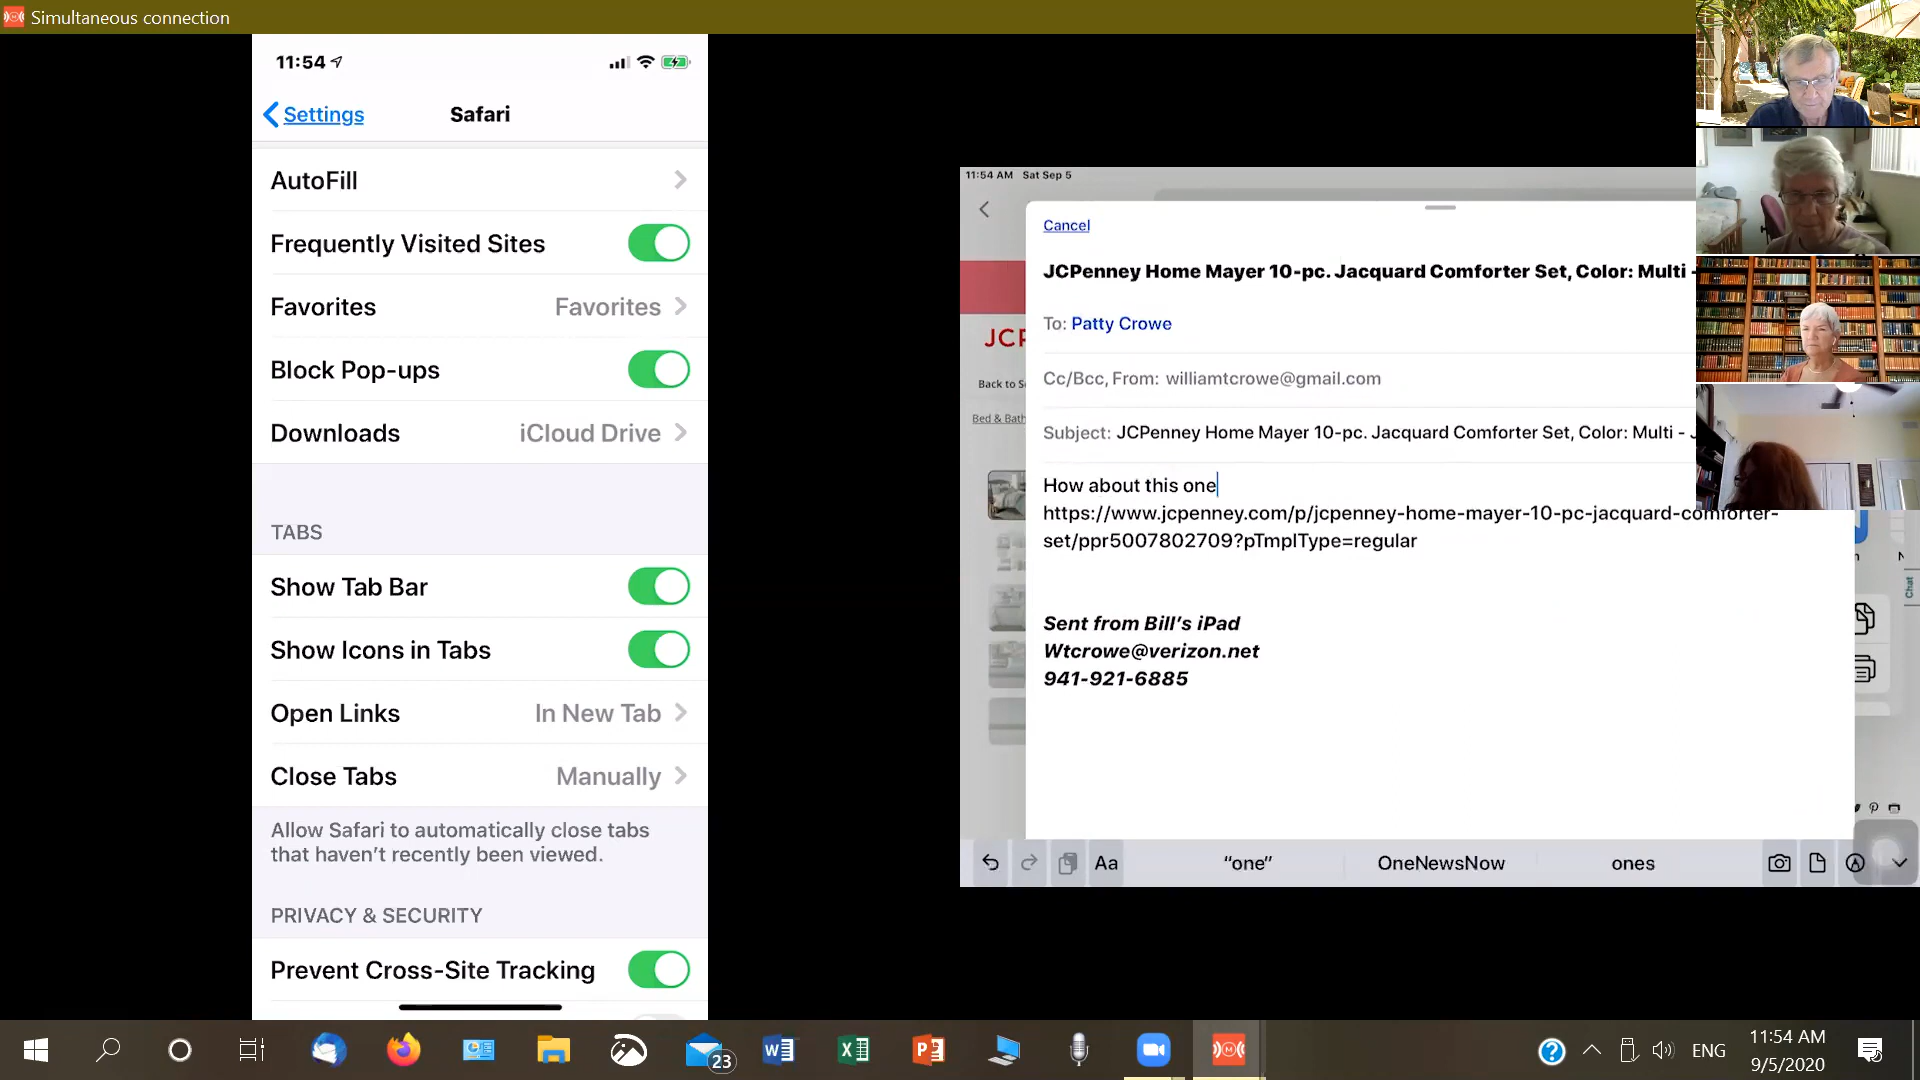 Simultaneous connection
11:54
Settings
Safari
AutoFill
Frequently Visited Sites
Favorites Favorites
Block Pop-ups
Downloads iCloud Drive
TABS
Show Tab Bar
Show Icons in Tabs
Open Links In New Tab
Close Tabs Manually
Allow Safari to automatically close tabs
that haven't recently been viewed.
PRIVACY & SECURITY
Prevent Cross-Site Tracking
11:54 AM Sat Sep 5
Cancel
JCPenney Home Mayer 10-pc. Jacquard Comforter Set, Color: Multi -
To: Patty Crowe
Cc/Bcc, From: williamtcrowe@gmail.com
Subject: JCPenney Home Mayer 10-pc. Jacquard Comforter Set, Color: Multi - J
How about this one
https://www.jcpenney.com/p/jcpenney-home-mayer-10-pc-jacquard-comforter-
set/ppr5007802709?pTmplType=regular
Sent from Bill's iPad
Wtcrowe@verizon.net
941-921-6885
JCP
Back to S
Bed & Bath
Chat
Aa "one" OneNewsNow ones
23
ENG
11:54 AM
9/5/2020